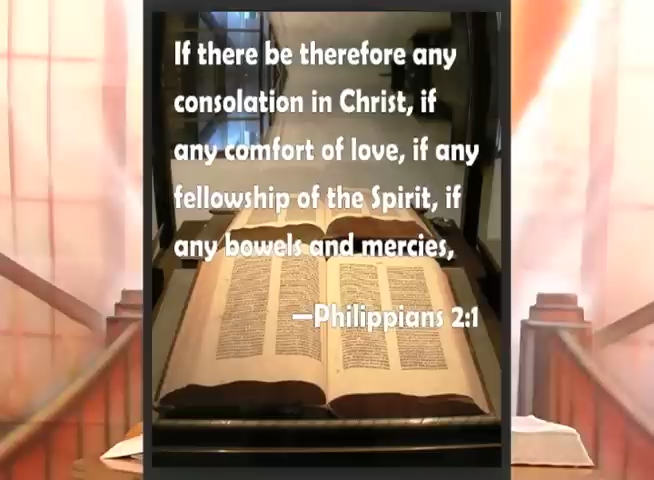 If there be therefore any
consolation in Christ, if
any comfort of love, if any
fellowship of the Spirit, if
any bowels and mercies,
—Philippians 2:1